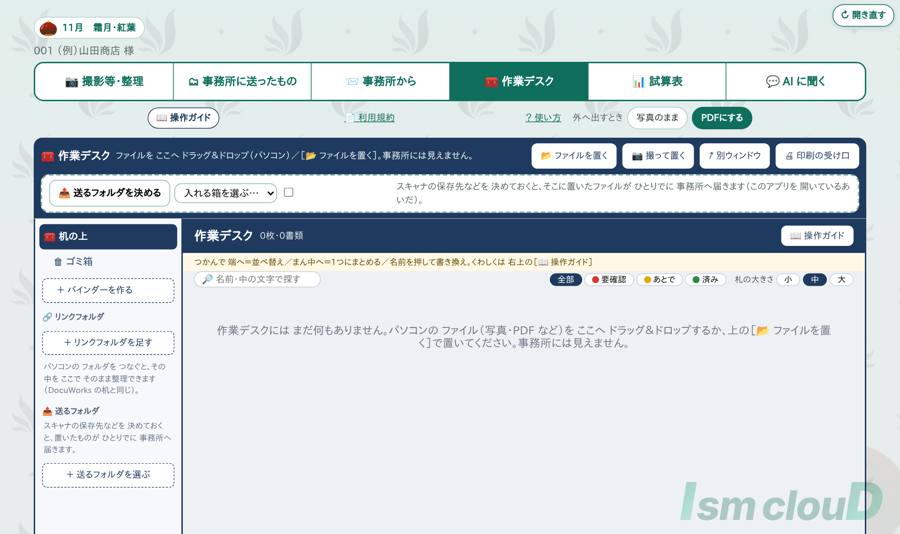 ↻ 開き直す
11月 霜月・紅葉
001 (例)山田商店 様
📷 撮影等・整理
🗂 事務所に送ったもの
📨 事務所から
🧰 作業デスク
📊 試算表
💬 AI に聞く
📖 操作ガイド
📄 利用規約
? 使い方
外へ出すとき
写真のまま
PDFにする
🧰 作業デスク ファイルを ここへ ドラッグ&ドロップ(パソコン)/[📂 ファイルを置く]。事務所には見えません。
📂 ファイルを置く
📷 撮って置く
⤴ 別ウィンドウ
🖨 印刷の受け口
📤 送るフォルダを決める
入れる箱を選ぶ…
スキャナの保存先などを 決めておくと、そこに置いたファイルが ひとりでに 事務所へ届きます(このアプリを 開いているあ
いだ)。
🧰 机の上
🗑 ゴミ箱
+ バインダーを作る
🔗 リンクフォルダ
+ リンクフォルダを足す
パソコンの フォルダを つなぐと、その
中を ここで そのまま整理できます
(DocuWorks の机と同じ)。
📤 送るフォルダ
スキャナの保存先などを 決めておく
と、置いたものが ひとりでに 事務所へ
届きます。
+ 送るフォルダを選ぶ
作業デスク 0枚・0書類
📖 操作ガイド
つかんで 端へ=並べ替え/まん中へ=1つにまとめる/名前を押して書き換え。くわしくは 右上の[📖 操作ガイド]
🔎 名前・中の文字で探す
全部
要確認
あとで
済み
札の大きさ
小
中
大
作業デスクには まだ何もありません。パソコンの ファイル(写真・PDF など)を ここへ ドラッグ&ドロップするか、上の[📂 ファイルを置
く]で置いてください。事務所には見えません。
Ism clouD